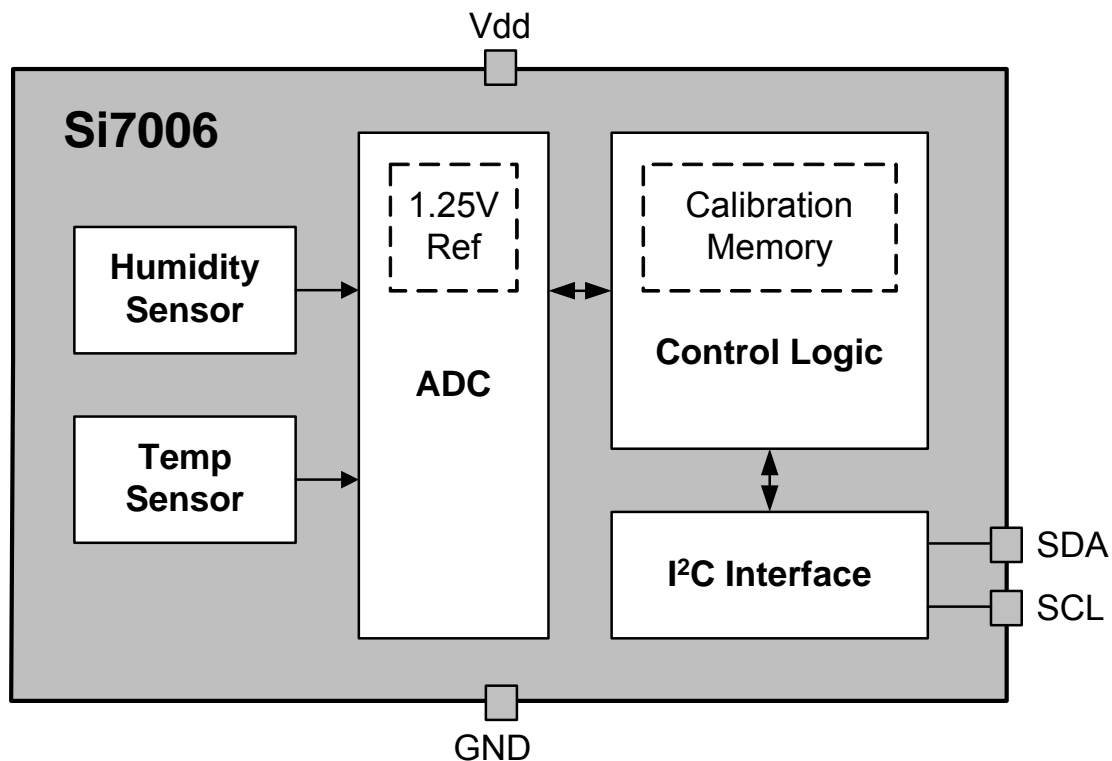 Vdd
Si7006
1.25V
Ref
Calibration
Memory
Humidity
Sensor
Control Logic
ADC
Temp
Sensor
I²C Interface
SDA
SCL
GND